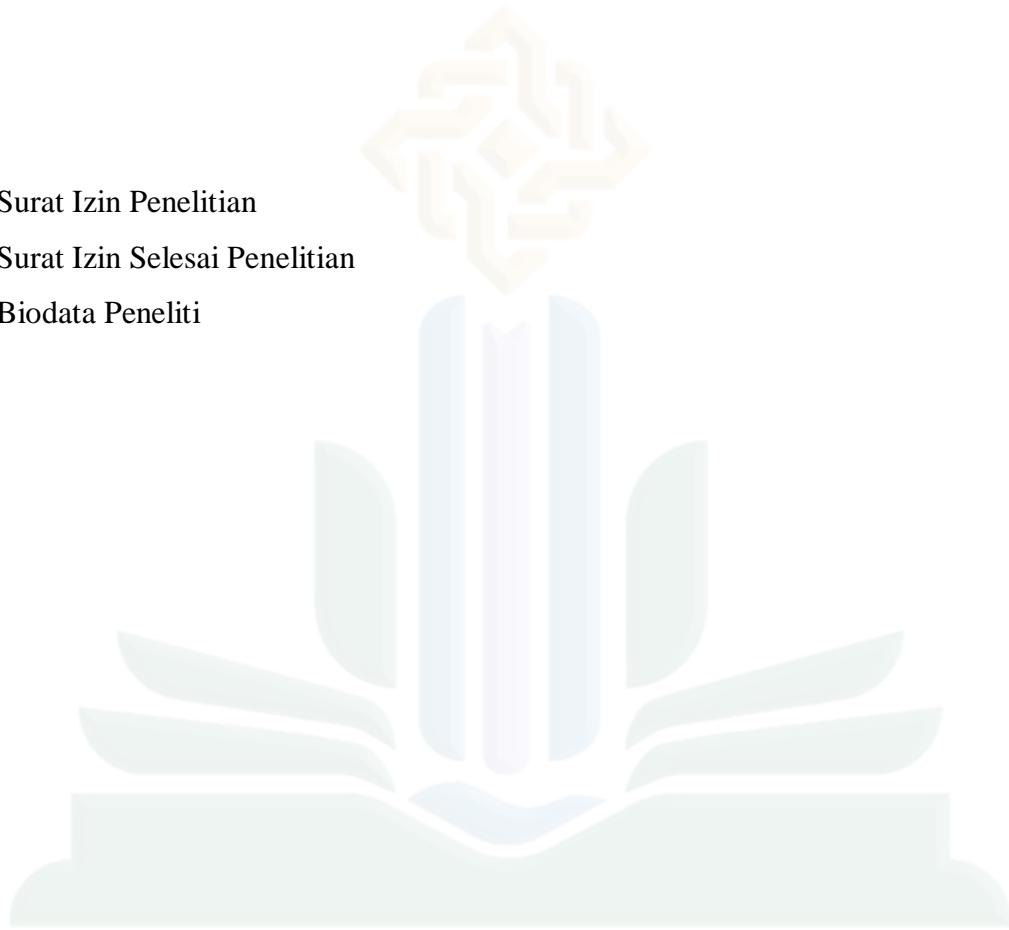 Surat Izin Penelitian
Surat Izin Selesai Penelitian
Biodata Peneliti